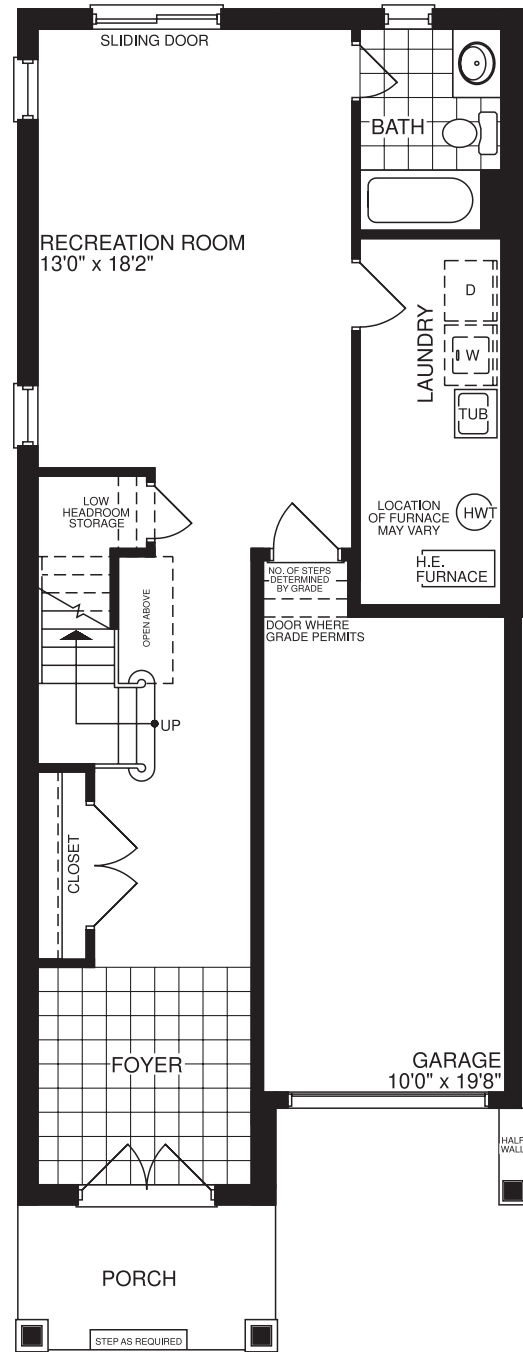 SLIDING DOOR
BATH
RECREATION ROOM
13'0" x 18'2"
D
LAUNDRY
W
TUB
LOW
HEADROOM
STORAGE
LOCATION
OF FURNACE
MAY VARY
HWT
H.E.
FURNACE
NO. OF STEPS
DETERMINED
BY GRADE
OPEN ABOVE
DOOR WHERE
GRADE PERMITS
UP
CLOSET
FOYER
GARAGE
10'0" x 19'8"
HALF
WALL
PORCH
STEP AS REQUIRED